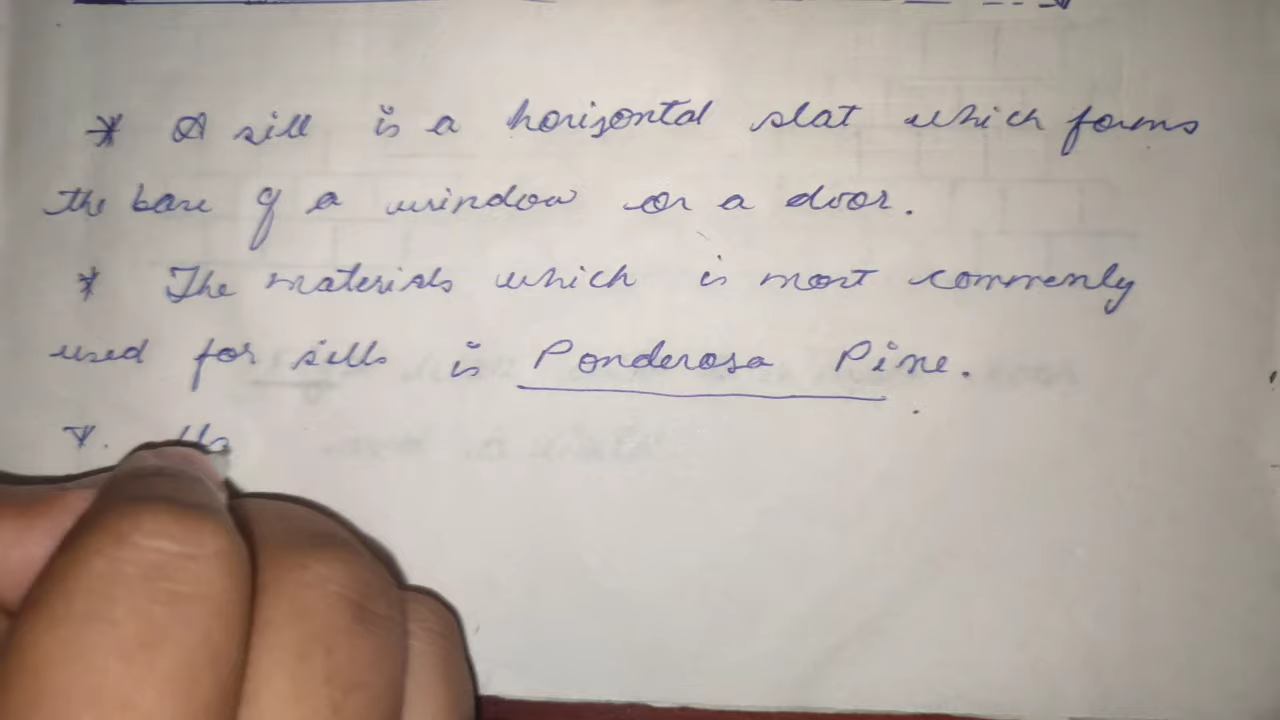 * A sill is a horizontal slat which forms
the base of a window or a door.
* The materials which is most commonly
used for sills is Ponderosa Pine.
*.